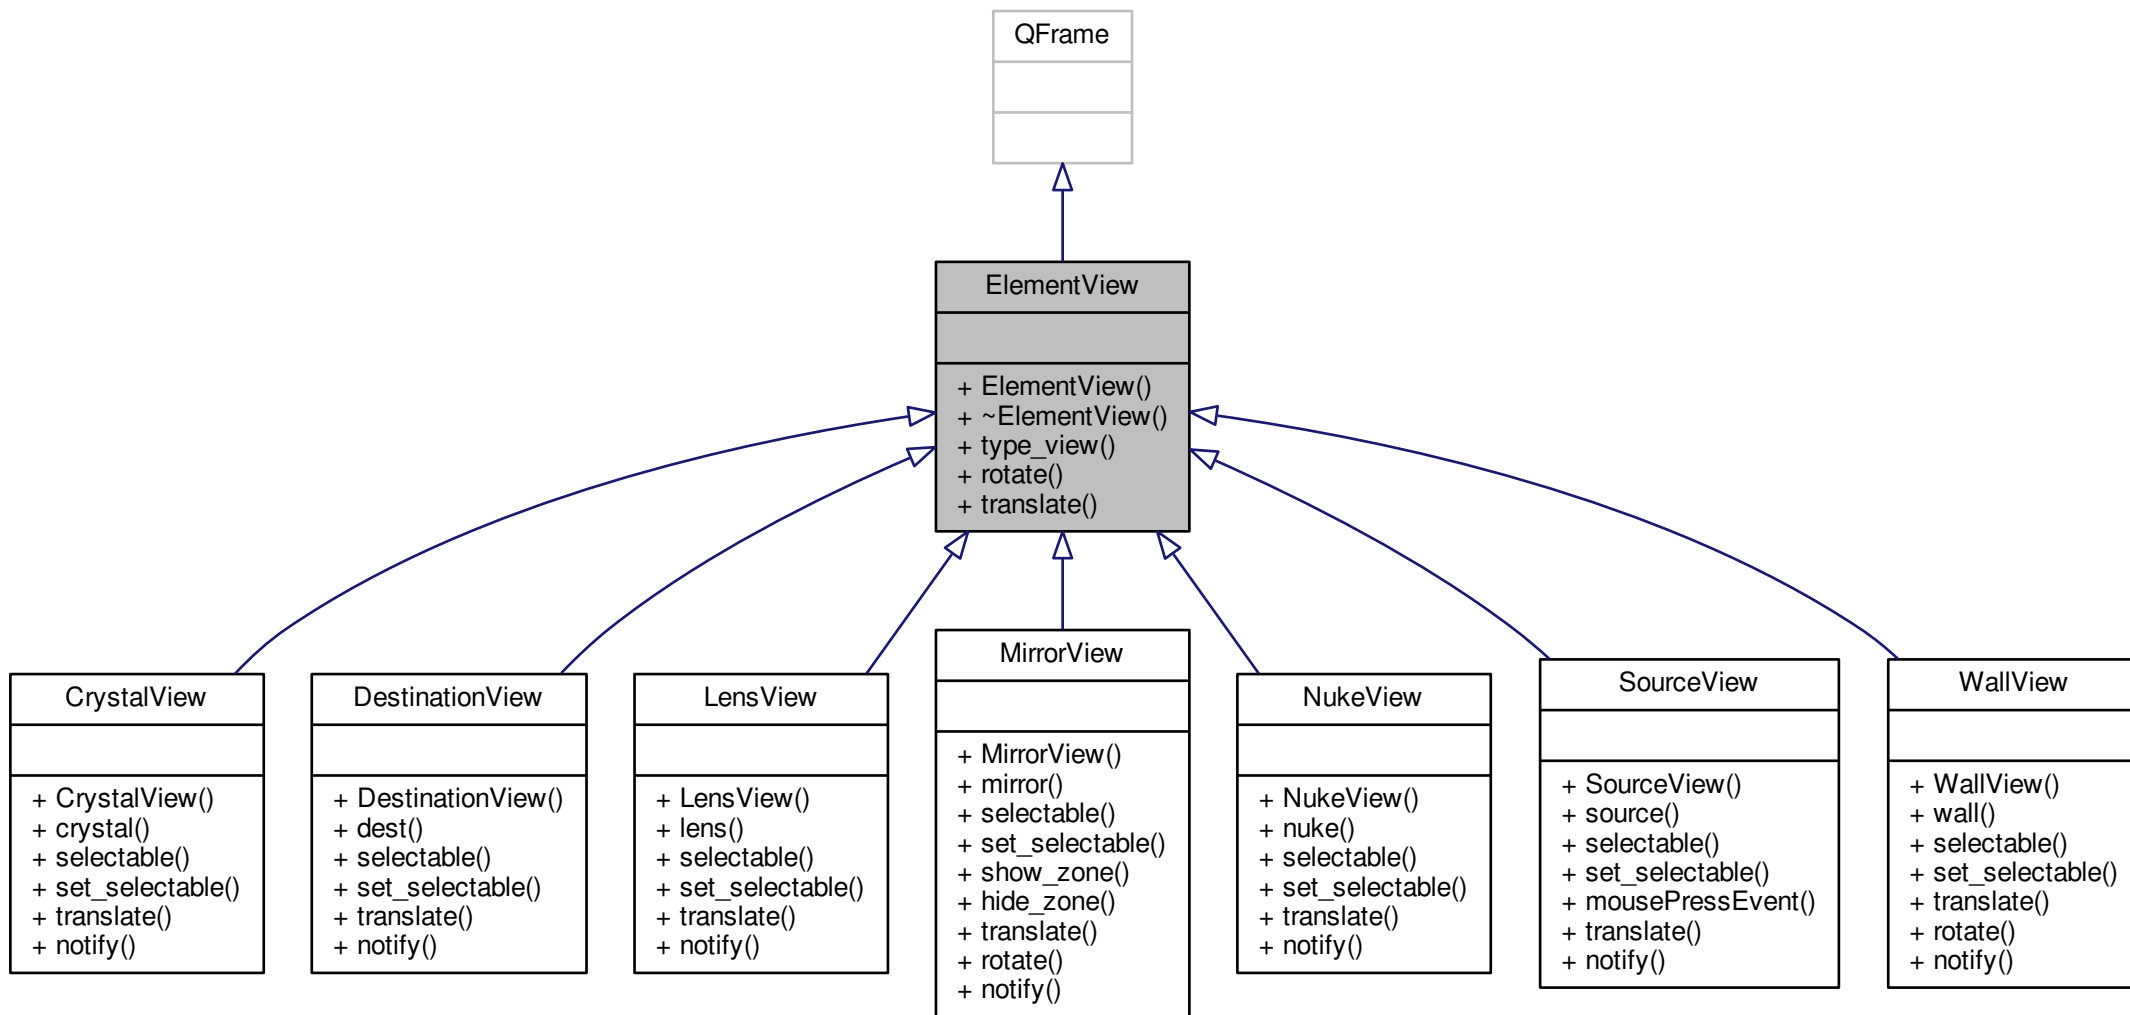 QFrame
ElementView
+ ElementView()
+ ~ElementView()
+ type_view()
+ rotate()
+ translate()
CrystalView
+ CrystalView()
+ crystal()
+ selectable()
+ set_selectable()
+ translate()
+ notify()
DestinationView
+ DestinationView()
+ dest()
+ selectable()
+ set_selectable()
+ translate()
+ notify()
LensView
+ LensView()
+ lens()
+ selectable()
+ set_selectable()
+ translate()
+ notify()
MirrorView
+ MirrorView()
+ mirror()
+ selectable()
+ set_selectable()
+ show_zone()
+ hide_zone()
+ translate()
+ rotate()
+ notify()
NukeView
+ NukeView()
+ nuke()
+ selectable()
+ set_selectable()
+ translate()
+ notify()
SourceView
+ SourceView()
+ source()
+ selectable()
+ set_selectable()
+ mousePressEvent()
+ translate()
+ notify()
WallView
+ WallView()
+ wall()
+ selectable()
+ set_selectable()
+ translate()
+ rotate()
+ notify()